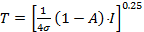 T = [1/4σ (1 − A) ⋅ I]^0.25